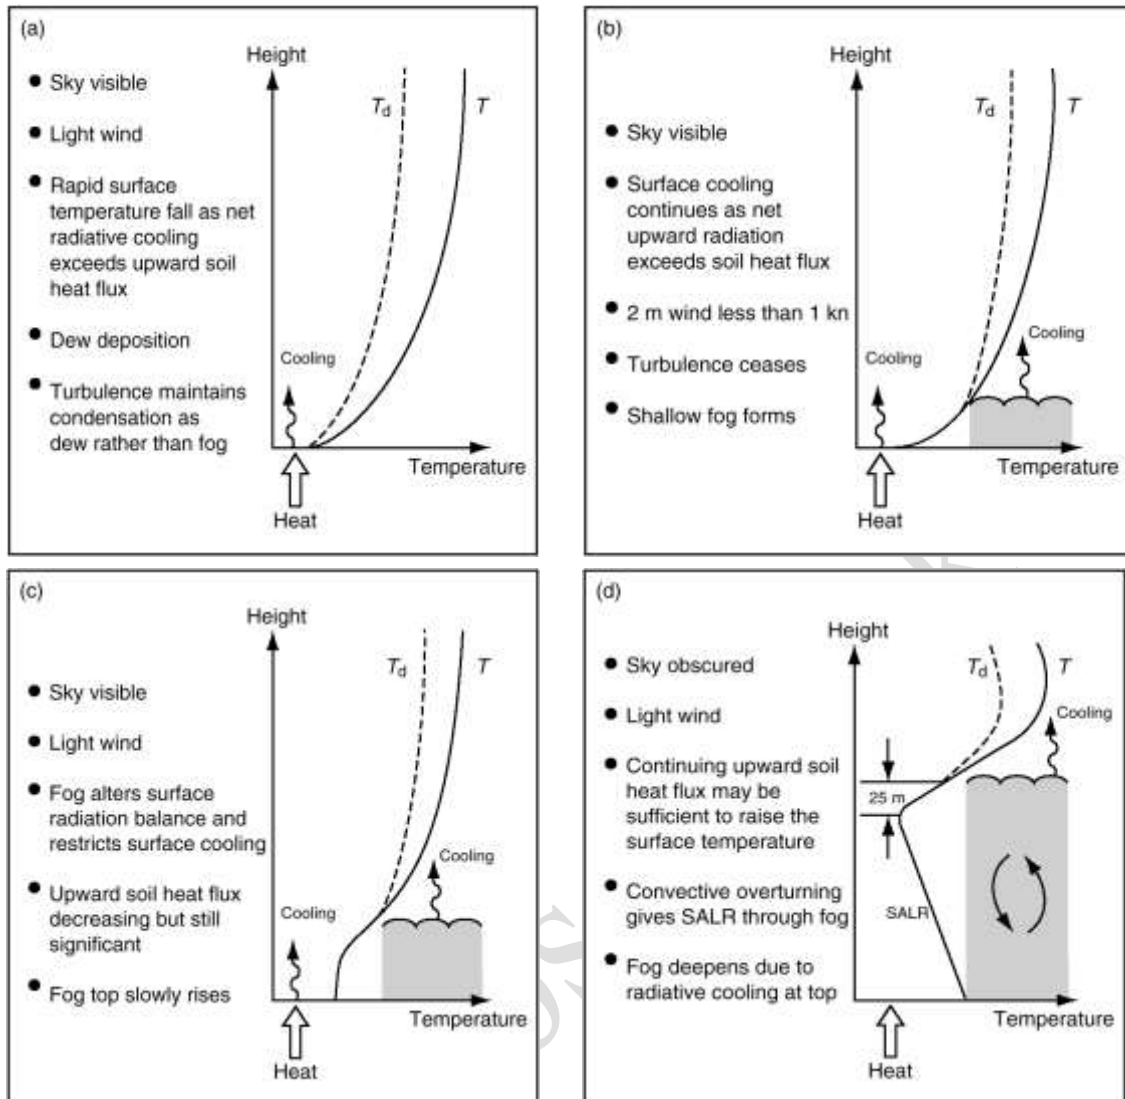 (a)
Height
● Sky visible
T_d
T
● Light wind
● Rapid surface
temperature fall as net
radiative cooling
exceeds upward soil
heat flux
● Dew deposition
Cooling
● Turbulence maintains
condensation as
dew rather than fog
Temperature
Heat
(b)
Height
T_d
T
● Sky visible
● Surface cooling
continues as net
upward radiation
exceeds soil heat flux
● 2 m wind less than 1 kn
Cooling
Cooling
● Turbulence ceases
● Shallow fog forms
Temperature
Heat
(c)
Height
T_d
T
● Sky visible
● Light wind
● Fog alters surface
radiation balance and
restricts surface cooling
Cooling
● Upward soil heat flux
decreasing but still
significant
Cooling
● Fog top slowly rises
Temperature
Heat
(d)
Height
● Sky obscured
T_d
T
● Light wind
Cooling
● Continuing upward soil
heat flux may be
sufficient to raise the
surface temperature
25 m
● Convective overturning
gives SALR through fog
SALR
● Fog deepens due to
radiative cooling at top
Temperature
Heat